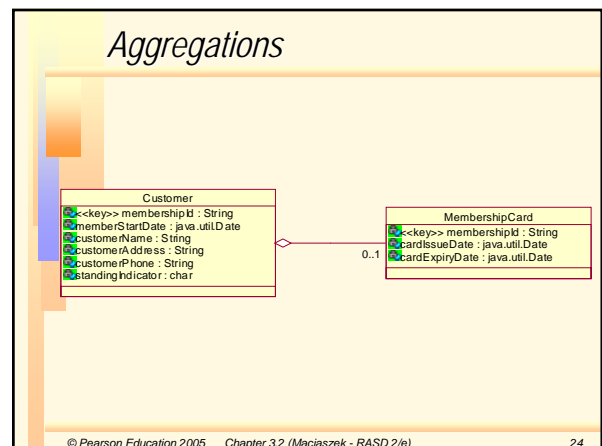 Aggregations
Customer
<<key>> membershipId : String
memberStartDate : java.util.Date
customerName : String
customerAddress : String
customerPhone : String
standingIndicator : char
0..1
MembershipCard
<<key>> membershipId : String
cardIssueDate : java.util.Date
cardExpiryDate : java.util.Date
© Pearson Education 2005 Chapter 3.2 (Maciaszek - RASD 2/e) 24